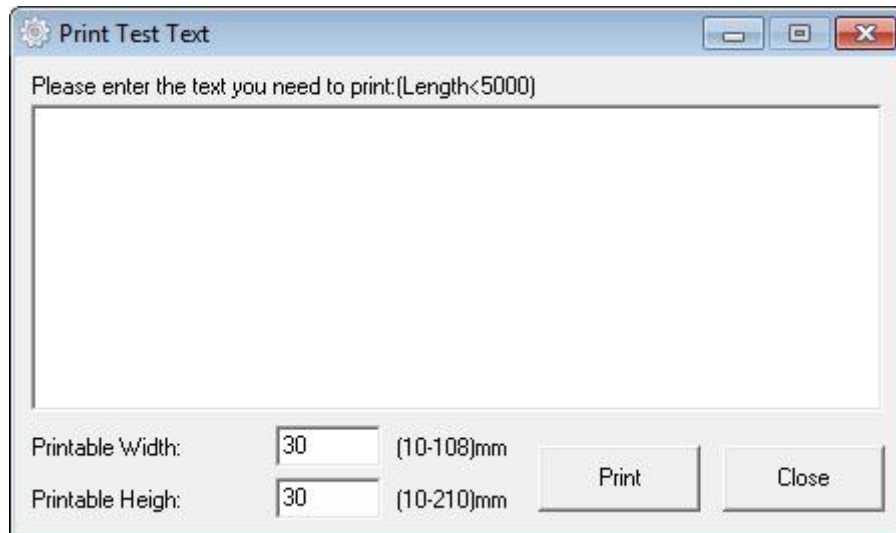 Print Test Text
Please enter the text you need to print:(Length<5000)
Printable Width: 30 (10-108)mm
Printable Heigh: 30 (10-210)mm
Print Close